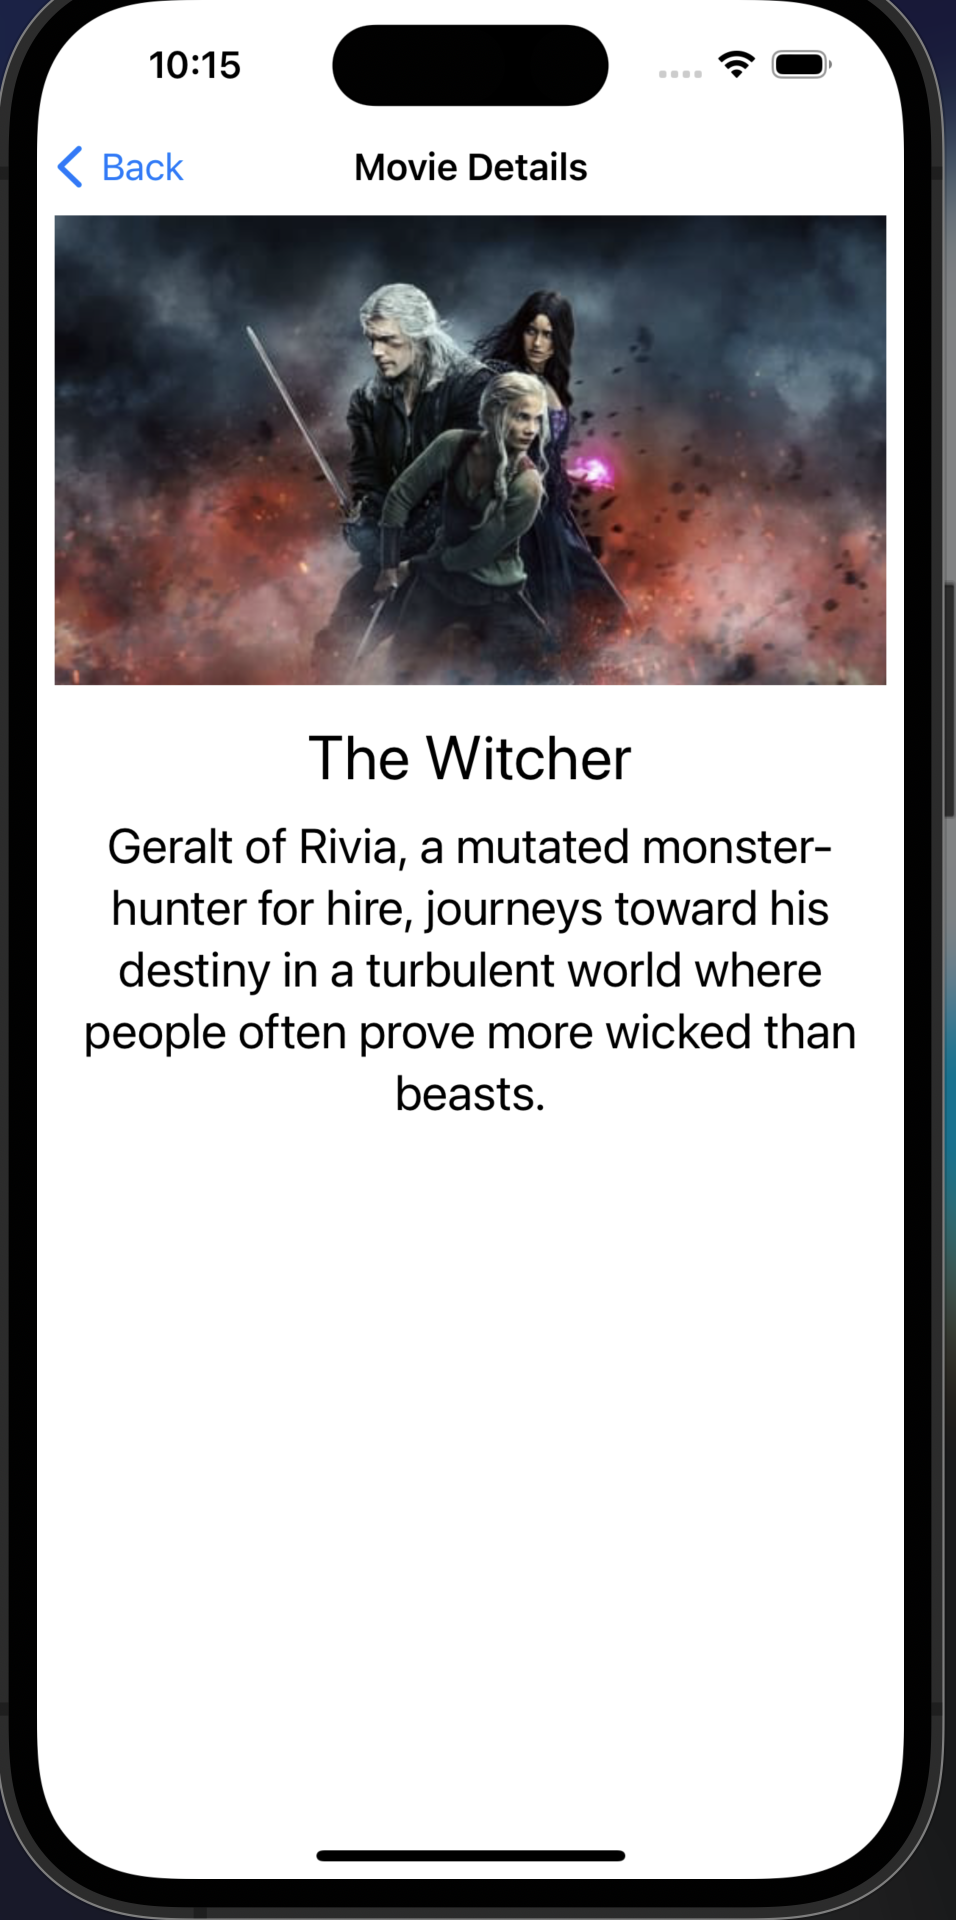 10:15
Back
Movie Details
The Witcher
Geralt of Rivia, a mutated monster-
hunter for hire, journeys toward his
destiny in a turbulent world where
people often prove more wicked than
beasts.